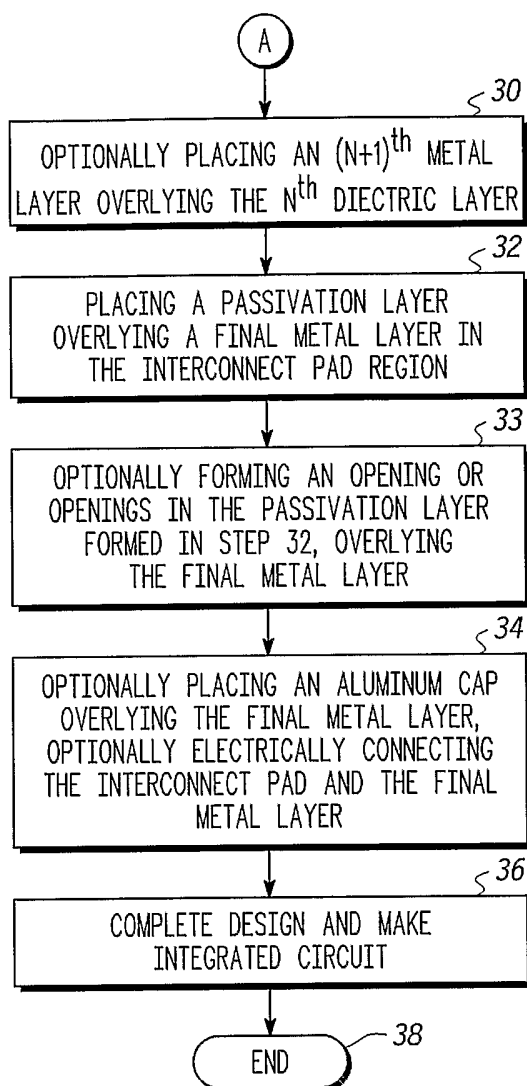 A
30
OPTIONALLY PLACING AN (N+1)th METAL
LAYER OVERLYING THE Nth DIECTRIC LAYER
32
PLACING A PASSIVATION LAYER
OVERLYING A FINAL METAL LAYER IN
THE INTERCONNECT PAD REGION
33
OPTIONALLY FORMING AN OPENING OR
OPENINGS IN THE PASSIVATION LAYER
FORMED IN STEP 32, OVERLYING
THE FINAL METAL LAYER
34
OPTIONALLY PLACING AN ALUMINUM CAP
OVERLYING THE FINAL METAL LAYER,
OPTIONALLY ELECTRICALLY CONNECTING
THE INTERCONNECT PAD AND THE FINAL
METAL LAYER
36
COMPLETE DESIGN AND MAKE
INTEGRATED CIRCUIT
END
38